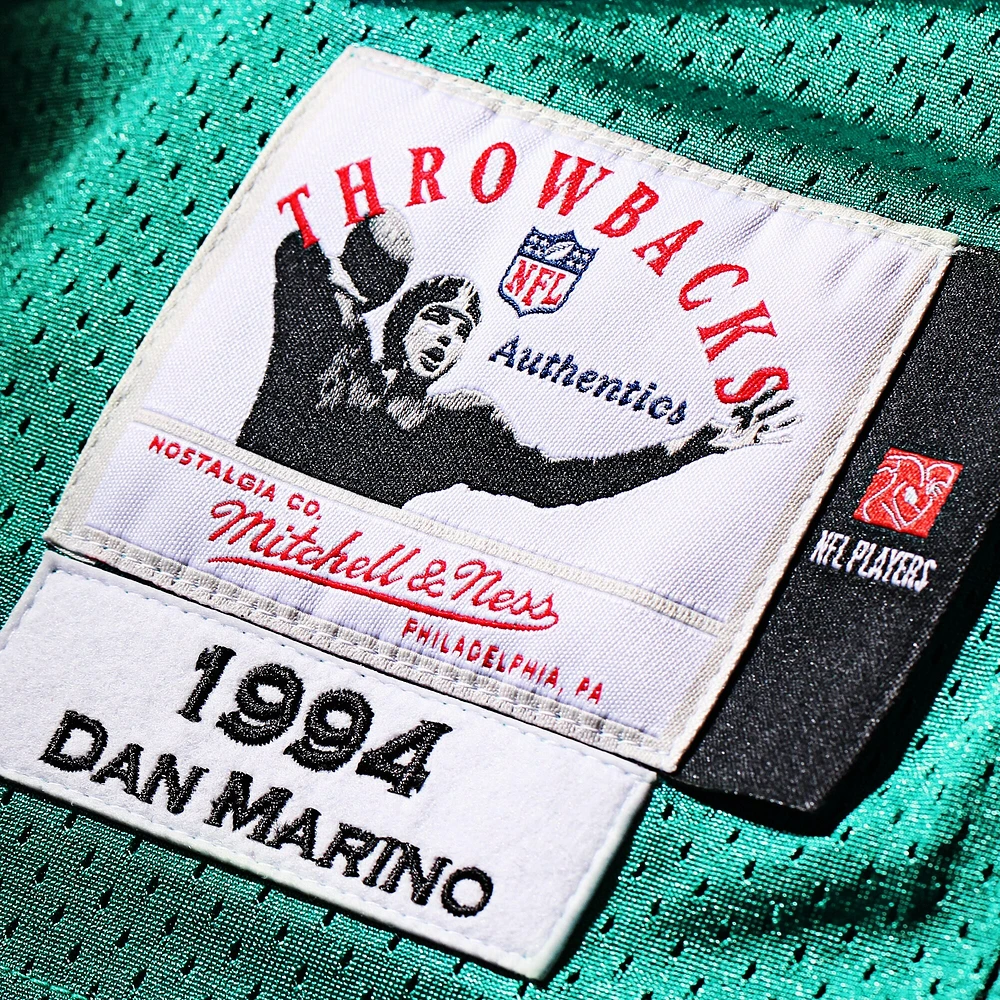 THROWBACKS
NFL
Authentics
NOSTALGIA CO.
Mitchell & Ness
PHILADELPHIA, PA
NFL PLAYERS
1994
DAN MARINO